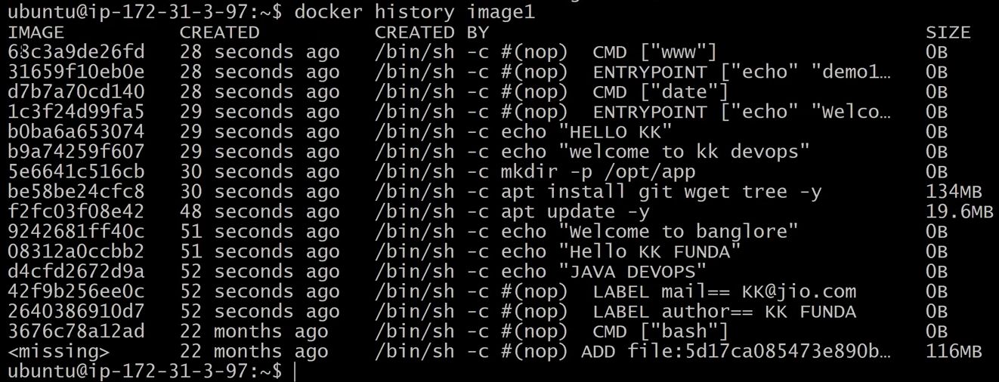 ubuntu@ip-172-31-3-97:~$ docker history image1
IMAGE CREATED CREATED BY SIZE
68c3a9de26fd 28 seconds ago /bin/sh -c #(nop) CMD ["www"] 0B
31659f10eb0e 28 seconds ago /bin/sh -c #(nop) ENTRYPOINT ["echo" "demo1… 0B
d7b7a70cd140 28 seconds ago /bin/sh -c #(nop) CMD ["date"] 0B
1c3f24d99fa5 29 seconds ago /bin/sh -c #(nop) ENTRYPOINT ["echo" "Welco… 0B
b0ba6a653074 29 seconds ago /bin/sh -c echo "HELLO KK" 0B
b9a74259f607 29 seconds ago /bin/sh -c echo "welcome to kk devops" 0B
5e6641c516cb 30 seconds ago /bin/sh -c mkdir -p /opt/app 0B
be58be24cfc8 30 seconds ago /bin/sh -c apt install git wget tree -y 134MB
f2fc03f08e42 48 seconds ago /bin/sh -c apt update -y 19.6MB
9242681ff40c 51 seconds ago /bin/sh -c echo "Welcome to banglore" 0B
08312a0ccbb2 51 seconds ago /bin/sh -c echo "Hello KK FUNDA" 0B
d4cfd2672d9a 52 seconds ago /bin/sh -c echo "JAVA DEVOPS" 0B
42f9b256ee0c 52 seconds ago /bin/sh -c #(nop) LABEL mail== KK@jio.com 0B
2640386910d7 52 seconds ago /bin/sh -c #(nop) LABEL author== KK FUNDA 0B
3676c78a12ad 22 months ago /bin/sh -c #(nop) CMD ["bash"] 0B
<missing> 22 months ago /bin/sh -c #(nop) ADD file:5d17ca085473e890b… 116MB
ubuntu@ip-172-31-3-97:~$